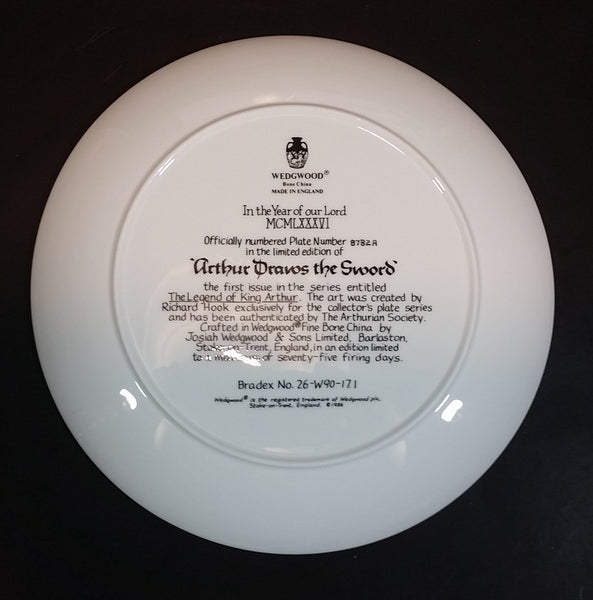 WEDGWOOD®
Bone China
MADE IN ENGLAND
In the Year of our Lord
MCMLXXXVI
Officially numbered Plate Number 8782A
in the limited edition of
'Arthur Draws the Sword'
the first issue in the series entitled
The Legend of King Arthur. The art was created by
Richard Hook exclusively for the collector's plate series
and has been authenticated by The Arthurian Society.
Crafted in Wedgwood® Fine Bone China by
Josiah Wedgwood & Sons Limited, Barlaston,
Stoke-on-Trent, England, in an edition limited
to a maximum of seventy-five firing days.
Bradex No. 26-W90-17.1
Wedgwood® is the registered trademark of Wedgwood plc,
Stoke-on-Trent, England. © 1986